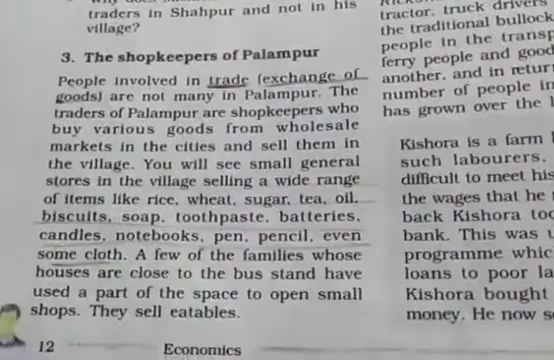 traders in Shahpur and not in his
village?
3. The shopkeepers of Palampur
People involved in trade (exchange of
goods) are not many in Palampur. The
traders of Palampur are shopkeepers who
buy various goods from wholesale
markets in the cities and sell them in
the village. You will see small general
stores in the village selling a wide range
of items like rice, wheat, sugar, tea, oil,
biscuits, soap, toothpaste, batteries,
candles, notebooks, pen, pencil, even
some cloth. A few of the families whose
houses are close to the bus stand have
used a part of the space to open small
shops. They sell eatables.
12 Economics
tractor, truck drivers
the traditional bullock
people in the
ferry people and good
another, and in
number of people in
has grown over the
Kishora is a farm
such labourers,
difficult to meet his
the wages that he
back Kishora
bank. This was
programme
loans to poor
Kishora bought
money. He now